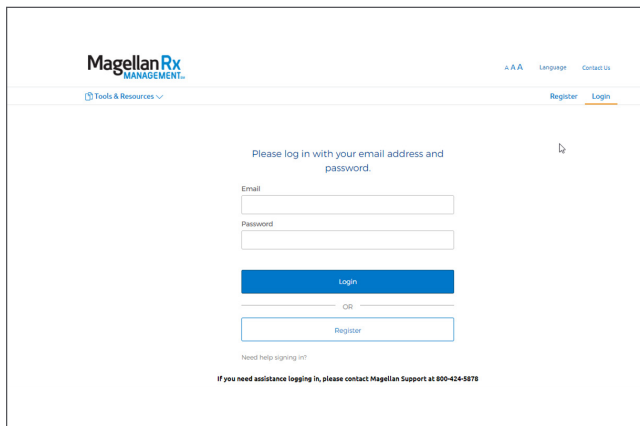 Magellan Rx
MANAGEMENT
A A A Language Contact Us
Tools & Resources
Register Login
Please log in with your email address and
password.
Email
Password
Login
OR
Register
Need help signing in?
If you need assistance logging in, please contact Magellan Support at 800-424-5878